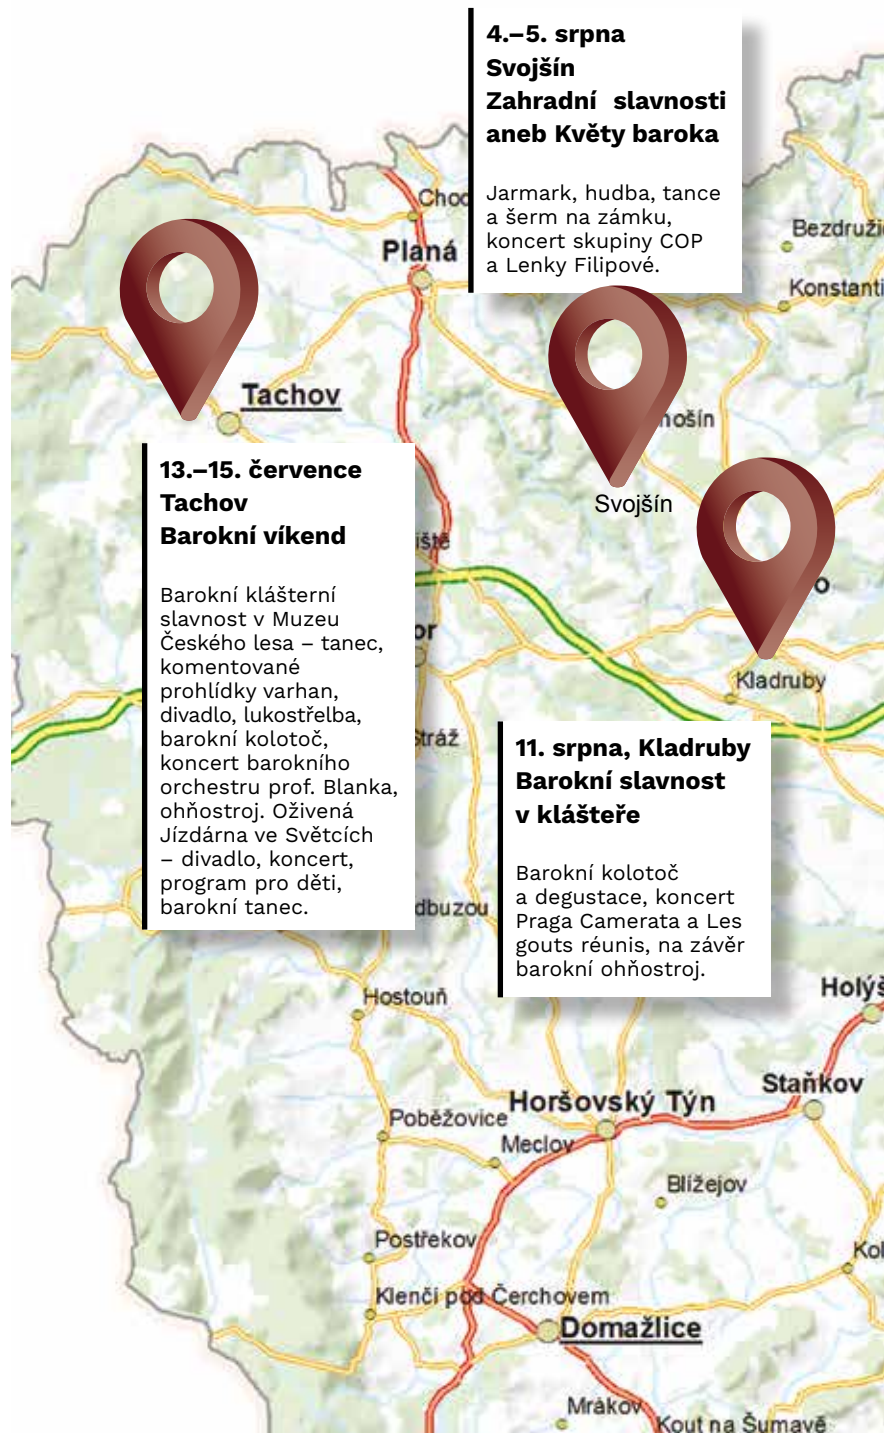 4.–5. srpna
Svojšín
Zahradní slavnosti
aneb Květy baroka
Jarmark, hudba, tance
a šerm na zámku,
koncert skupiny COP
a Lenky Filipové.
Planá
Tachov
Svojšín
13.–15. července
Tachov
Barokní víkend
Barokní klášterní
slavnost v Muzeu
Českého lesa – tanec,
komentované
prohlídky varhan,
divadlo, lukostřelba,
barokní kolotoč,
koncert barokního
orchestru prof. Blanka,
ohňostroj. Oživená
Jízdárna ve Světcích
– divadlo, koncert,
program pro děti,
barokní tanec.
Kladruby
Stráž
11. srpna, Kladruby
Barokní slavnost
v klášteře
Barokní kolotoč
a degustace, koncert
Praga Camerata a Les
gouts réunis, na závěr
barokní ohňostroj.
Hostouň
Horšovský Týn
Staňkov
Poběžovice
Meclov
Blížejov
Postřekov
Klenčí pod Čerchovem
Domažlice
Mrákov
Kout na Šumavě